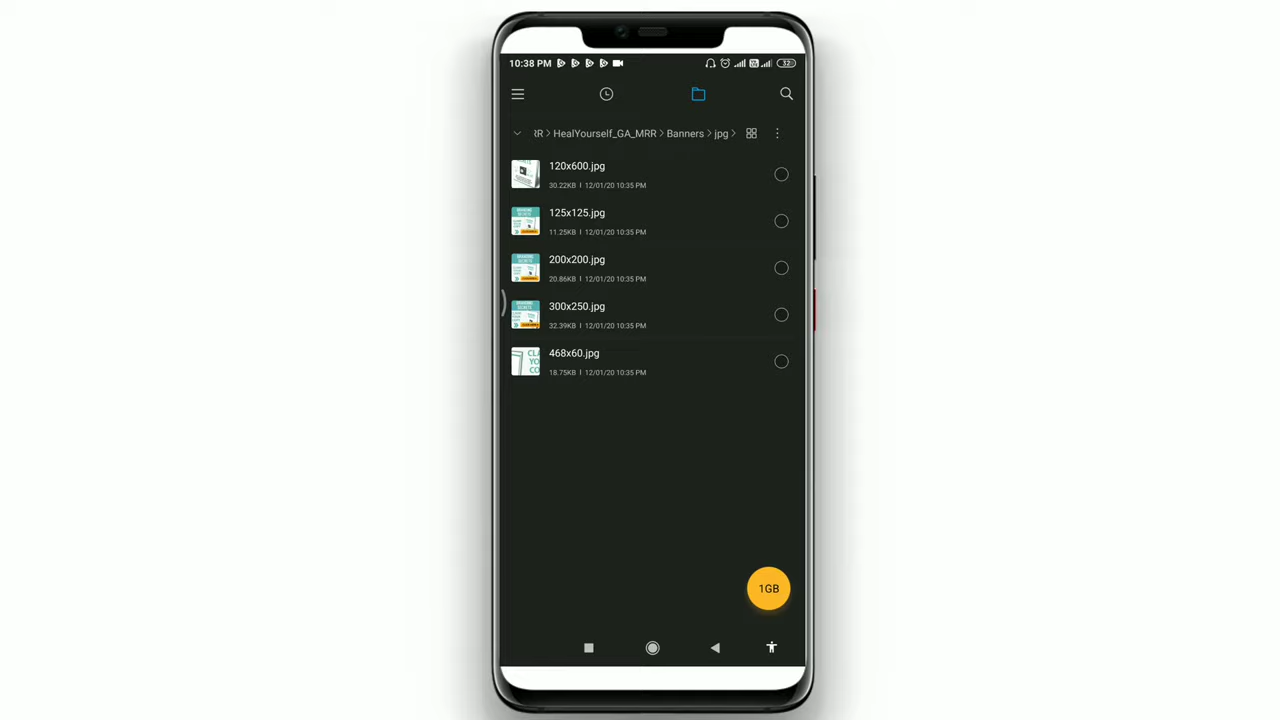 10:38 PM 32
RR > HealYourself_GA_MRR > Banners > jpg >
120x600.jpg
30.22KB | 12/01/20 10:35 PM
125x125.jpg
11.25KB | 12/01/20 10:35 PM
200x200.jpg
20.86KB | 12/01/20 10:35 PM
300x250.jpg
32.39KB | 12/01/20 10:35 PM
468x60.jpg
18.75KB | 12/01/20 10:35 PM
1GB